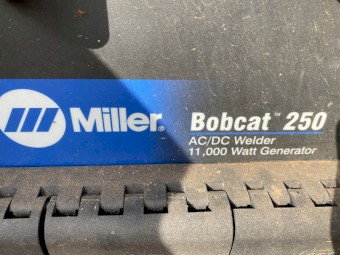 Miller® Bobcat™ 250
AC/DC Welder
11,000 Watt Generator